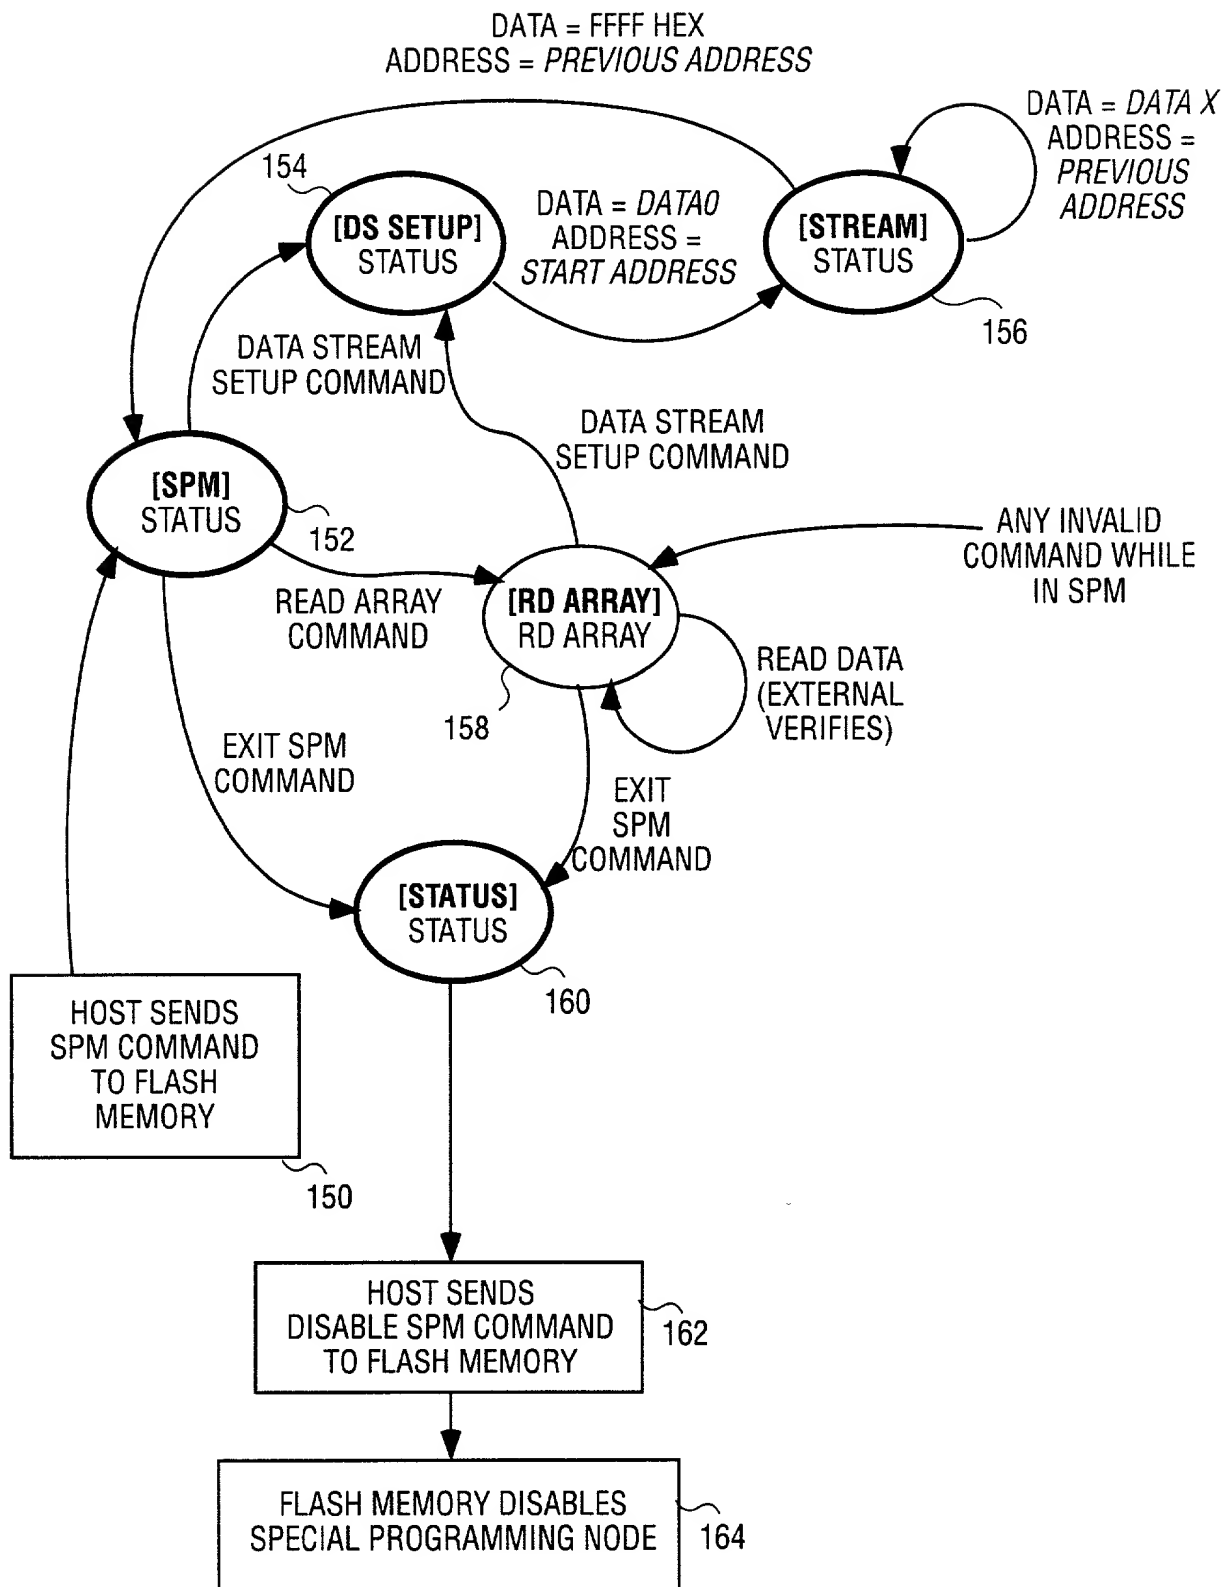 DATA = FFFF HEX
ADDRESS = PREVIOUS ADDRESS
DATA = DATA X
ADDRESS =
PREVIOUS
ADDRESS
154
[DS SETUP]
STATUS
DATA = DATA0
ADDRESS =
START ADDRESS
[STREAM]
STATUS
156
DATA STREAM
SETUP COMMAND
DATA STREAM
SETUP COMMAND
[SPM]
STATUS
152
ANY INVALID
COMMAND WHILE
IN SPM
READ ARRAY
COMMAND
[RD ARRAY]
RD ARRAY
158
READ DATA
(EXTERNAL
VERIFIES)
EXIT SPM
COMMAND
EXIT
SPM
COMMAND
[STATUS]
STATUS
160
HOST SENDS
SPM COMMAND
TO FLASH
MEMORY
150
HOST SENDS
DISABLE SPM COMMAND
TO FLASH MEMORY
162
FLASH MEMORY DISABLES
SPECIAL PROGRAMMING NODE
164